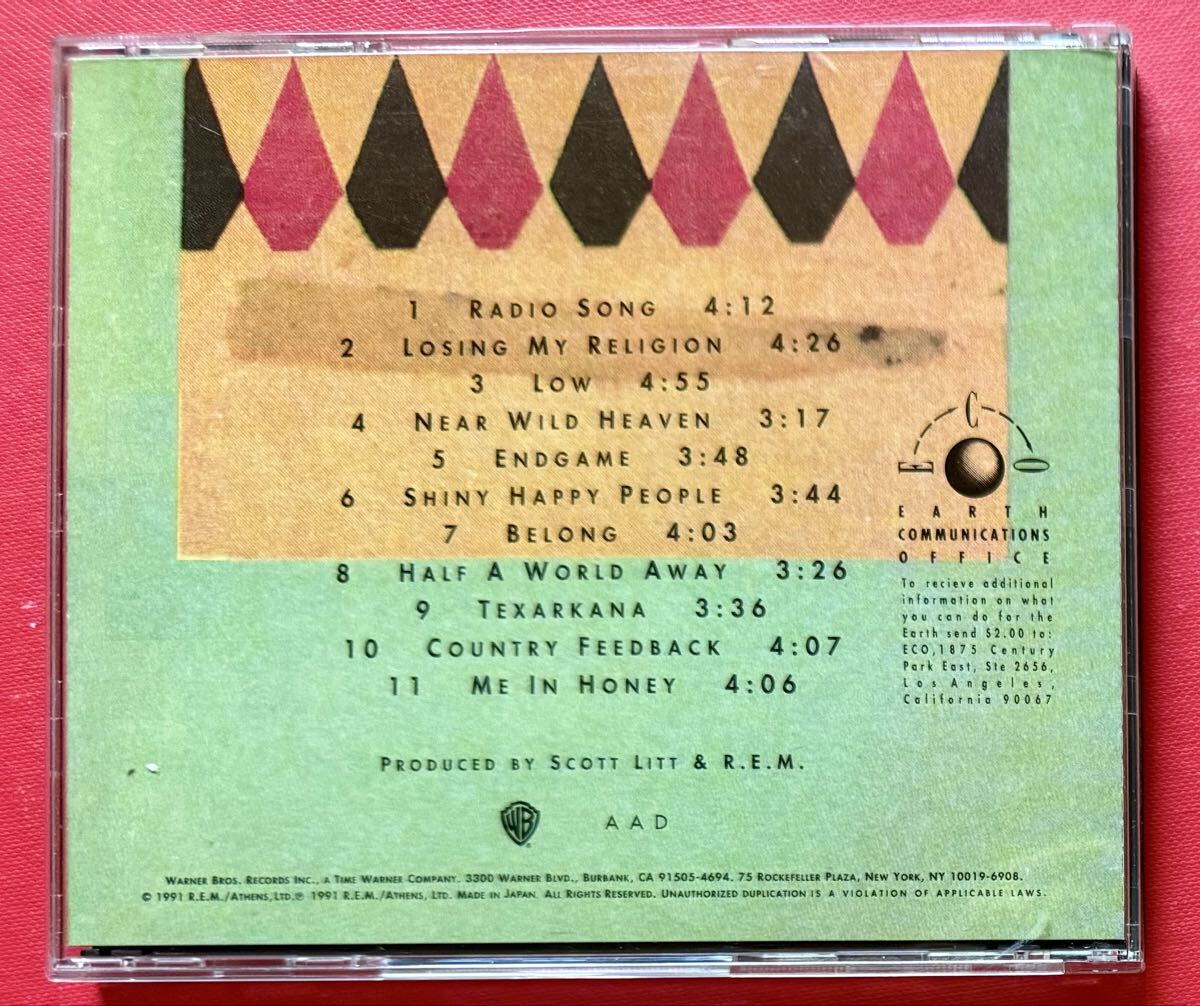 1 RADIO SONG 4:12
2 LOSING MY RELIGION 4:26
3 LOW 4:55
4 NEAR WILD HEAVEN 3:17
5 ENDGAME 3:48
6 SHINY HAPPY PEOPLE 3:44
7 BELONG 4:03
8 HALF A WORLD AWAY 3:26
9 TEXARKANA 3:36
10 COUNTRY FEEDBACK 4:07
11 ME IN HONEY 4:06
E C O
EARTH
COMMUNICATIONS
OFFICE
To recieve additional
information on what
you can do for the
Earth send $2.00 to:
ECO, 1875 Century
Park East, Ste 2656,
Los Angeles,
California 90067
PRODUCED BY SCOTT LITT & R.E.M.
WB AAD
WARNER BROS. RECORDS INC., A TIME WARNER COMPANY. 3300 WARNER BLVD., BURBANK, CA 91505-4694. 75 ROCKEFELLER PLAZA, NEW YORK, NY 10019-6908.
© 1991 R.E.M./ATHENS, LTD. ℗ 1991 R.E.M./ATHENS, LTD. MADE IN JAPAN. ALL RIGHTS RESERVED. UNAUTHORIZED DUPLICATION IS A VIOLATION OF APPLICABLE LAWS.